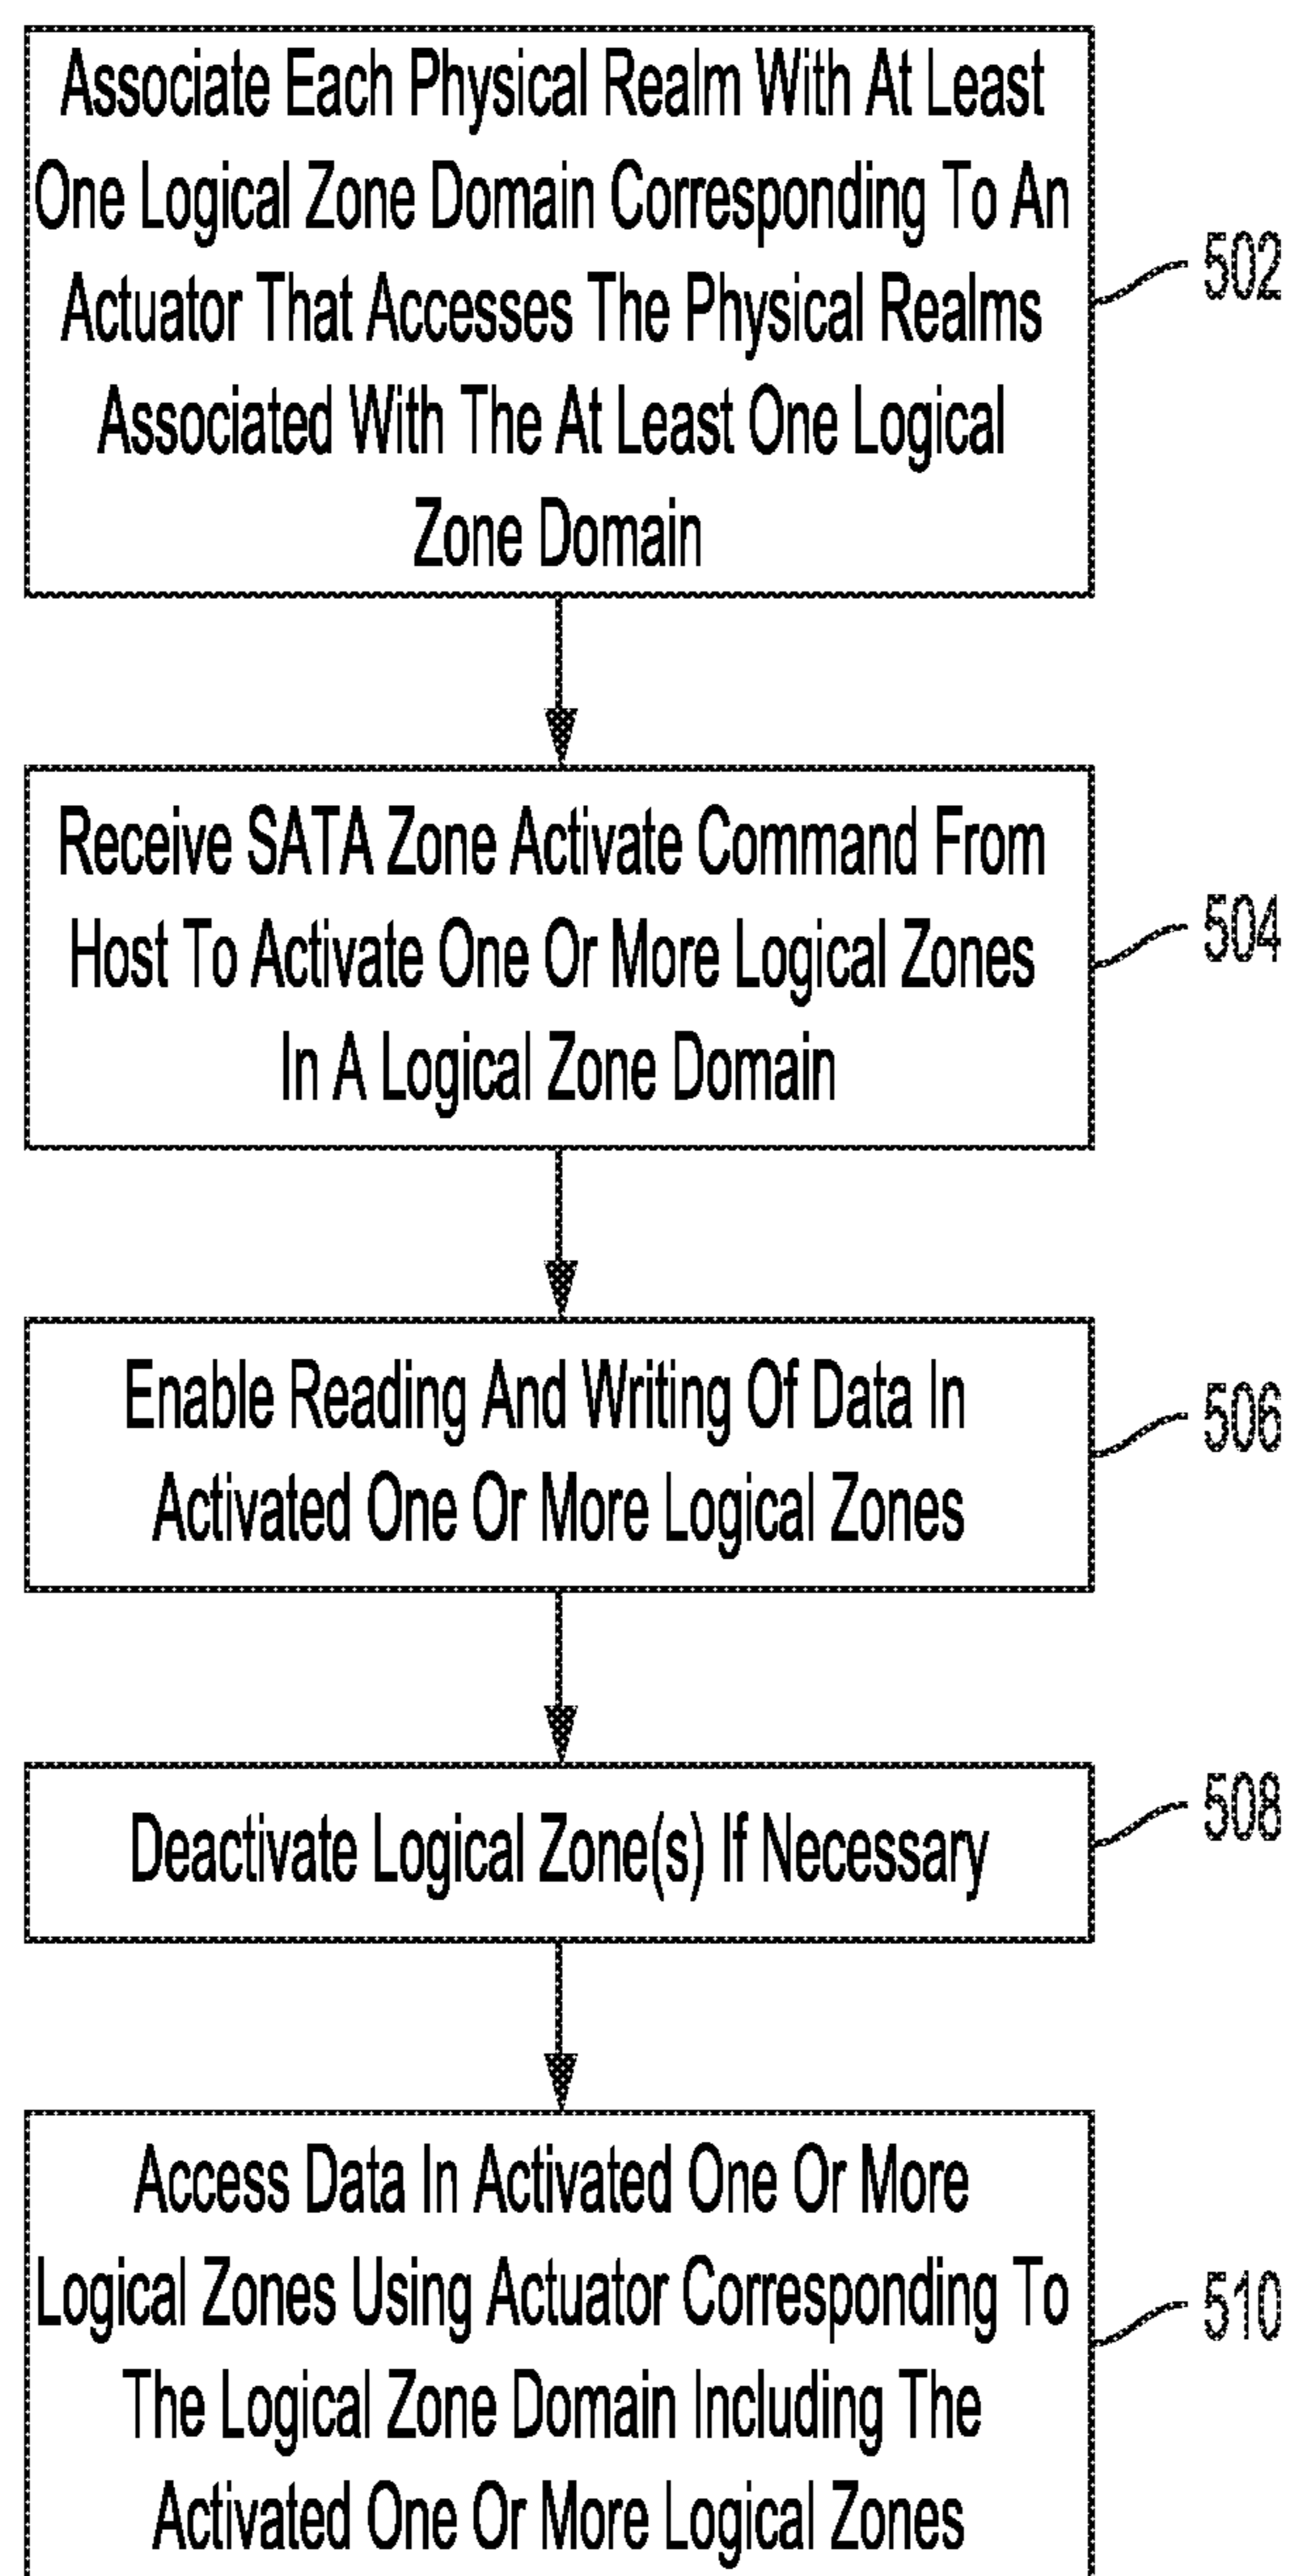 Associate Each Physical Realm With At Least
One Logical Zone Domain Corresponding To An
Actuator That Accesses The Physical Realms
Associated With The At Least One Logical
Zone Domain
502
Receive SATA Zone Activate Command From
Host To Activate One Or More Logical Zones
In A Logical Zone Domain
504
Enable Reading And Writing Of Data In
Activated One Or More Logical Zones
506
Deactivate Logical Zone(s) If Necessary
508
Access Data In Activated One Or More
Logical Zones Using Actuator Corresponding To
The Logical Zone Domain Including The
Activated One Or More Logical Zones
510